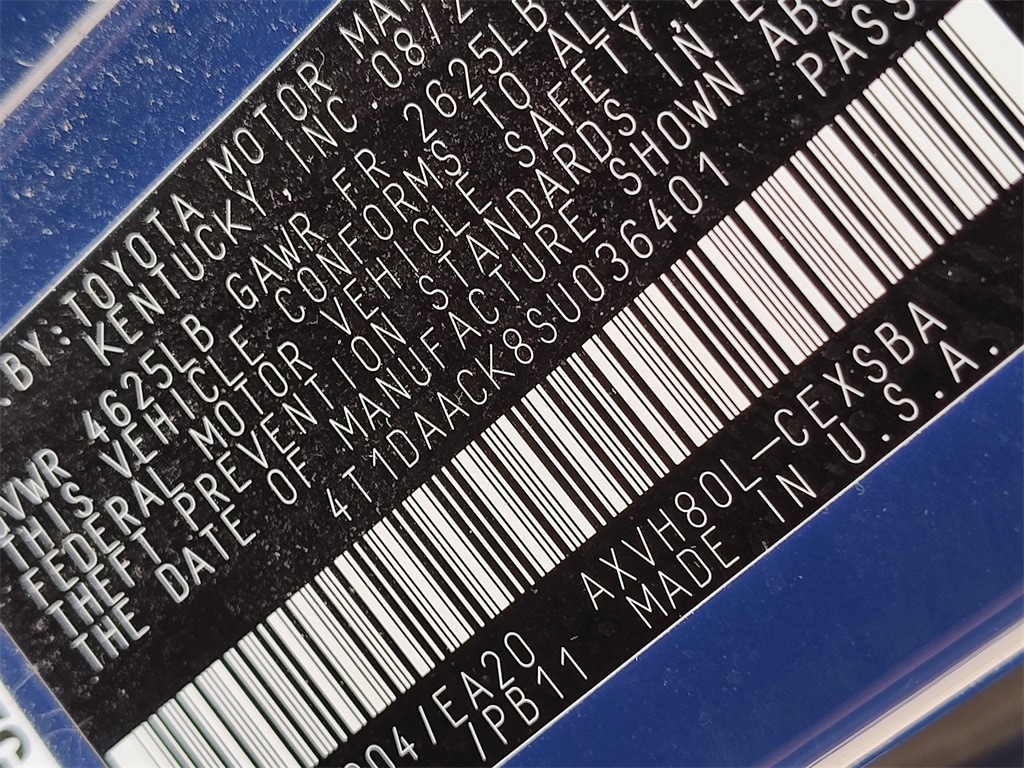 BY: TOYOTA MOTOR
KENTUCKY, INC 08/2
GVWR 4625LB GAWR FR 2625LB
THIS VEHICLE CONFORMS TO ALL
FEDERAL MOTOR VEHICLE SAFETY
THEFT PREVENTION STANDARDS IN
THE DATE OF MANUFACTURE SHOWN
PASS
4T1DAACK8SU036401
04/EA20 AXVH80L-CEXSBA
/PB11 MADE IN U.S.A.